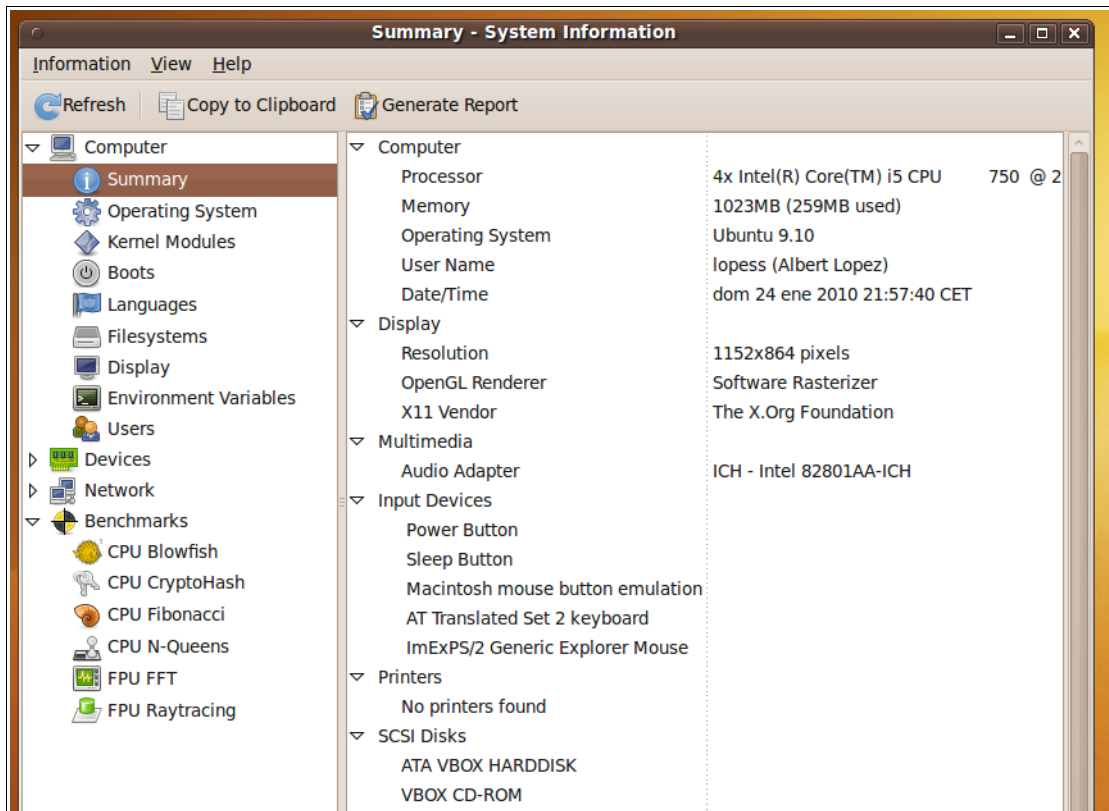 Summary - System Information
Information View Help
Refresh Copy to Clipboard Generate Report
Computer
Summary
Operating System
Kernel Modules
Boots
Languages
Filesystems
Display
Environment Variables
Users
Devices
Network
Benchmarks
CPU Blowfish
CPU CryptoHash
CPU Fibonacci
CPU N-Queens
FPU FFT
FPU Raytracing
Computer
Processor 4x Intel(R) Core(TM) i5 CPU 750 @ 2
Memory 1023MB (259MB used)
Operating System Ubuntu 9.10
User Name lopess (Albert Lopez)
Date/Time dom 24 ene 2010 21:57:40 CET
Display
Resolution 1152x864 pixels
OpenGL Renderer Software Rasterizer
X11 Vendor The X.Org Foundation
Multimedia
Audio Adapter ICH - Intel 82801AA-ICH
Input Devices
Power Button
Sleep Button
Macintosh mouse button emulation
AT Translated Set 2 keyboard
ImExPS/2 Generic Explorer Mouse
Printers
No printers found
SCSI Disks
ATA VBOX HARDDISK
VBOX CD-ROM